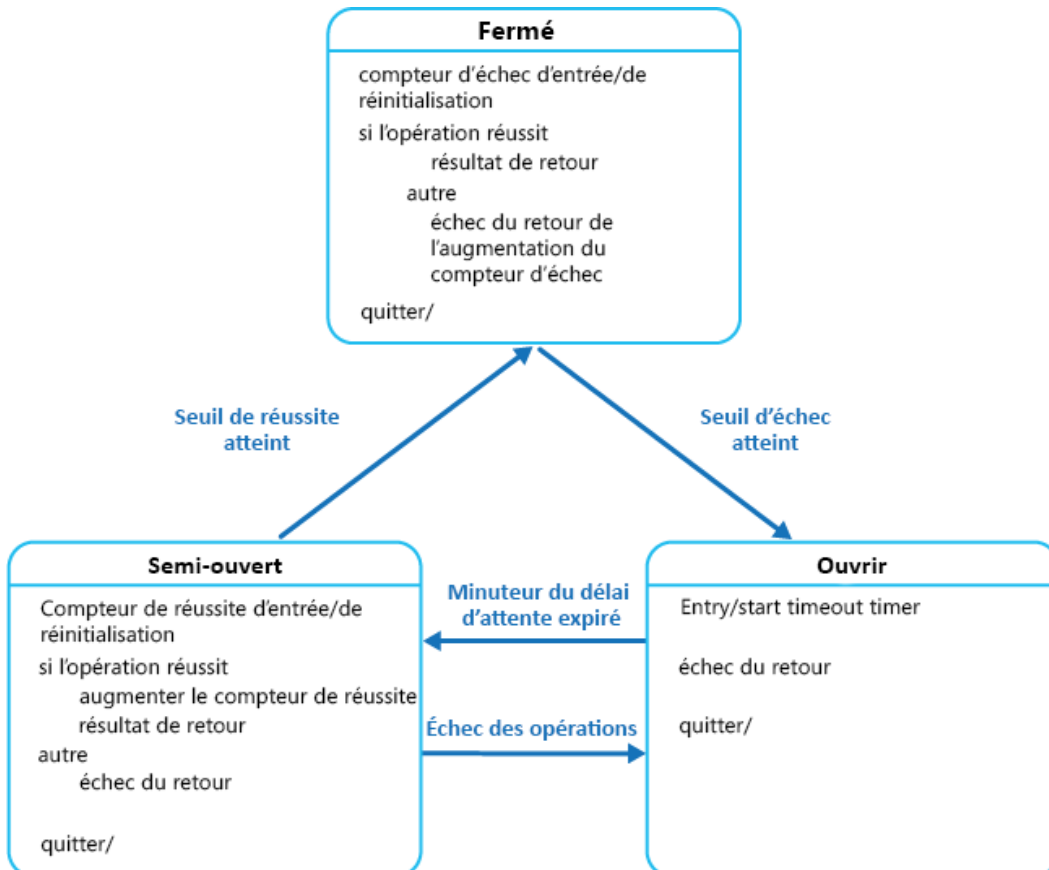 Fermé
compteur d'échec d'entrée/de
réinitialisation
si l'opération réussit
résultat de retour
autre
échec du retour de
l'augmentation du
compteur d'échec
quitter/
Seuil de réussite
atteint
Seuil d'échec
atteint
Semi-ouvert
Compteur de réussite d'entrée/de
réinitialisation
si l'opération réussit
augmenter le compteur de réussite
résultat de retour
autre
échec du retour
quitter/
Minuteur du délai
d'attente expiré
Échec des opérations
Ouvrir
Entry/start timeout timer
échec du retour
quitter/